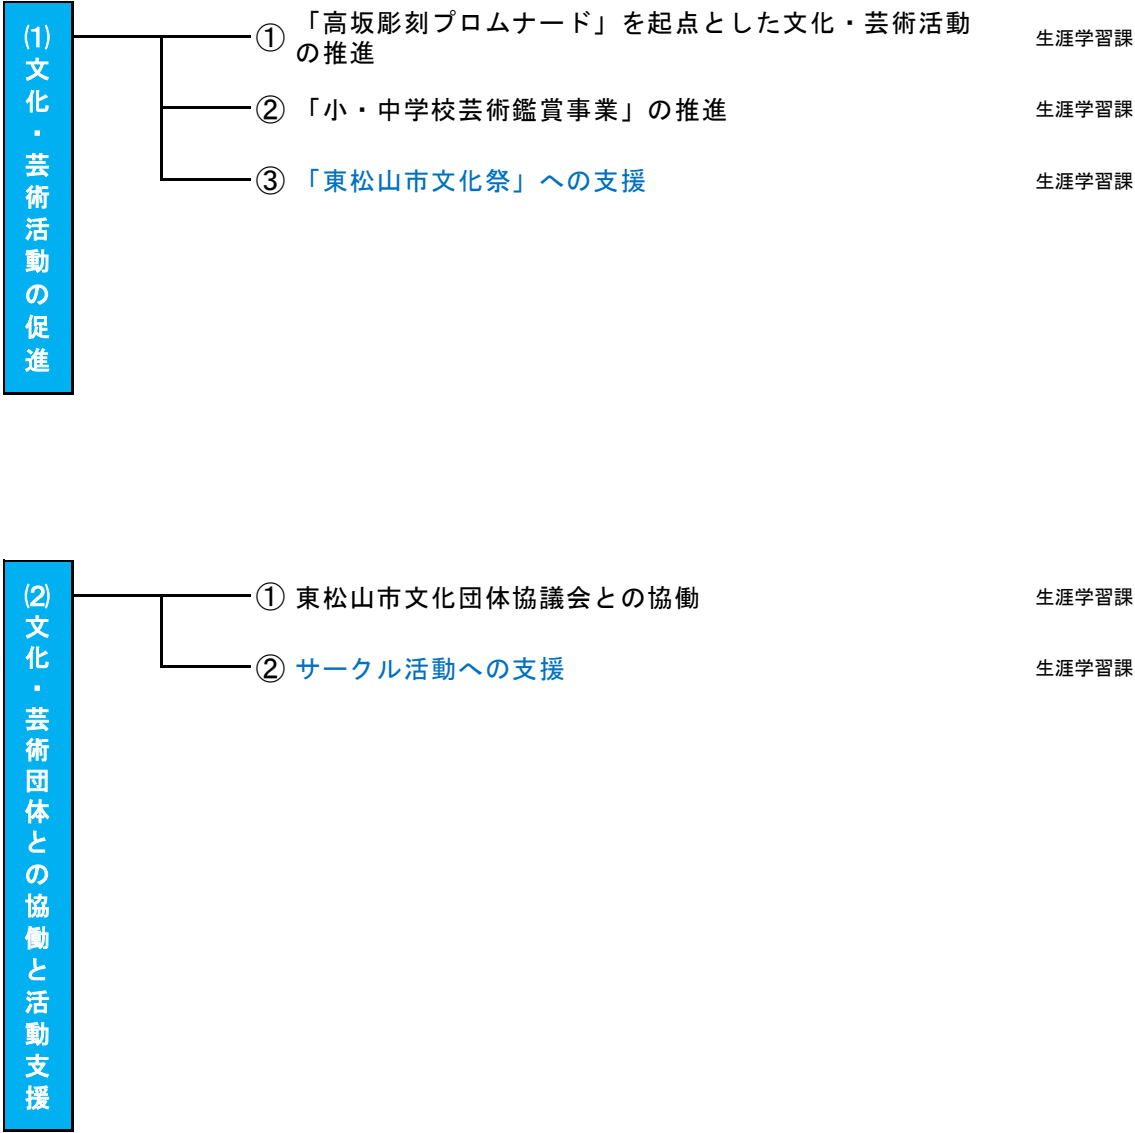 ⑴文化・芸術活動の促進
①「高坂彫刻プロムナード」を起点とした文化・芸術活動
の推進
生涯学習課
②「小・中学校芸術鑑賞事業」の推進
生涯学習課
③「東松山市文化祭」への支援
生涯学習課
⑵文化・芸術団体との協働と活動支援
①東松山市文化団体協議会との協働
生涯学習課
②サークル活動への支援
生涯学習課